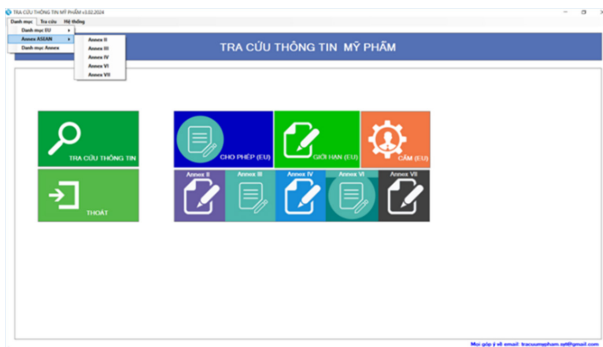 TRA CỨU THÔNG TIN MỸ PHẨM v3.02.2024
Danh mục Tra cứu Hệ thống
Danh mục EU
Annex ASEAN
Danh mục Annex
Annex II
Annex III
Annex IV
Annex VI
Annex VII
TRA CỨU THÔNG TIN MỸ PHẨM
TRA CỨU THÔNG TIN
CHO PHÉP (EU)
GIỚI HẠN (EU)
CẤM (EU)
THOÁT
Annex II
Annex III
Annex IV
Annex VI
Annex VII
Mọi góp ý về email: tracuumypham.syt@gmail.com